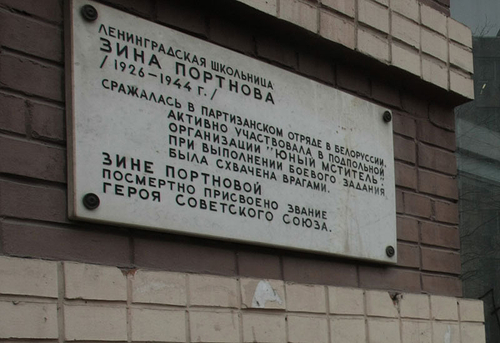 ЛЕНИНГРАДСКАЯ ШКОЛЬНИЦА
ЗИНА ПОРТНОВА
/1926–1944 г./
СРАЖАЛАСЬ В ПАРТИЗАНСКОМ ОТРЯДЕ В БЕЛОРУССИИ.
АКТИВНО УЧАСТВОВАЛА В ПОДПОЛЬНОЙ
ОРГАНИЗАЦИИ "ЮНЫЙ МСТИТЕЛЬ".
ПРИ ВЫПОЛНЕНИИ БОЕВОГО ЗАДАНИЯ
БЫЛА СХВАЧЕНА ВРАГАМИ.
ЗИНЕ ПОРТНОВОЙ
ПОСМЕРТНО ПРИСВОЕНО ЗВАНИЕ
ГЕРОЯ СОВЕТСКОГО СОЮЗА.